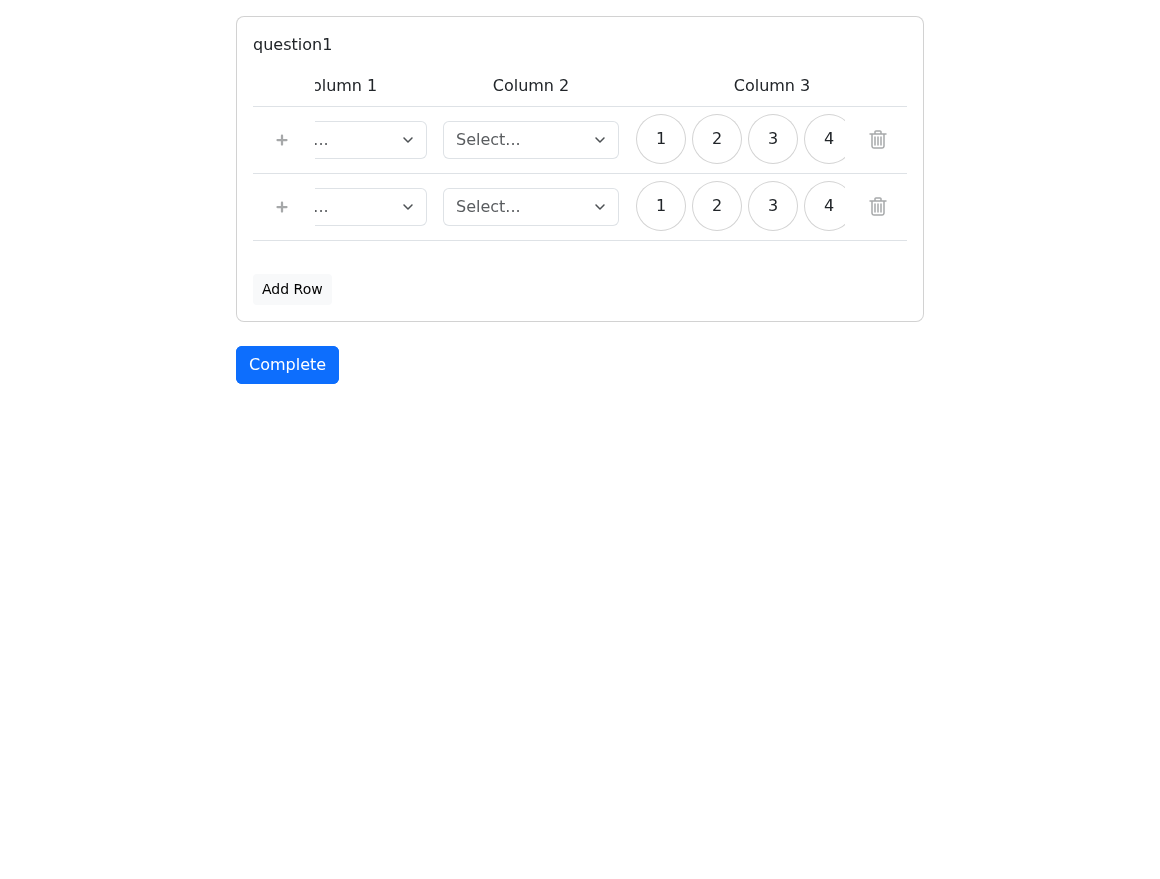 question1
olumn 1 Column 2 Column 3
... Select... 1 2 3 4
... Select... 1 2 3 4
Add Row
Complete